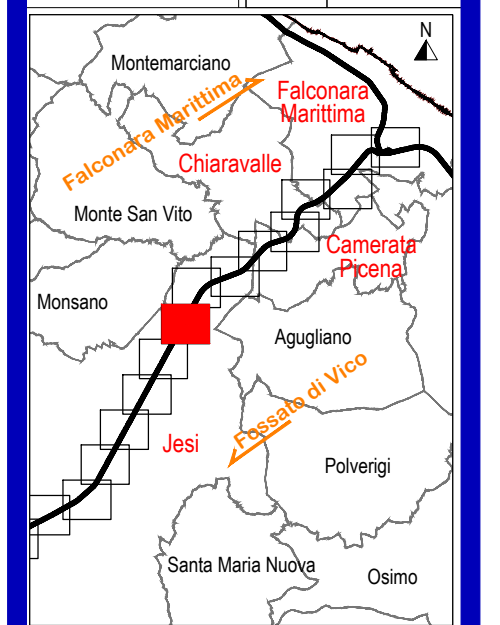 N
Montemarciano
Falconara
Marittima
Falconara Marittima
Chiaravalle
Monte San Vito
Camerata
Picena
Monsano
Agugliano
Fossato di Vico
Jesi
Polverigi
Santa Maria Nuova
Osimo